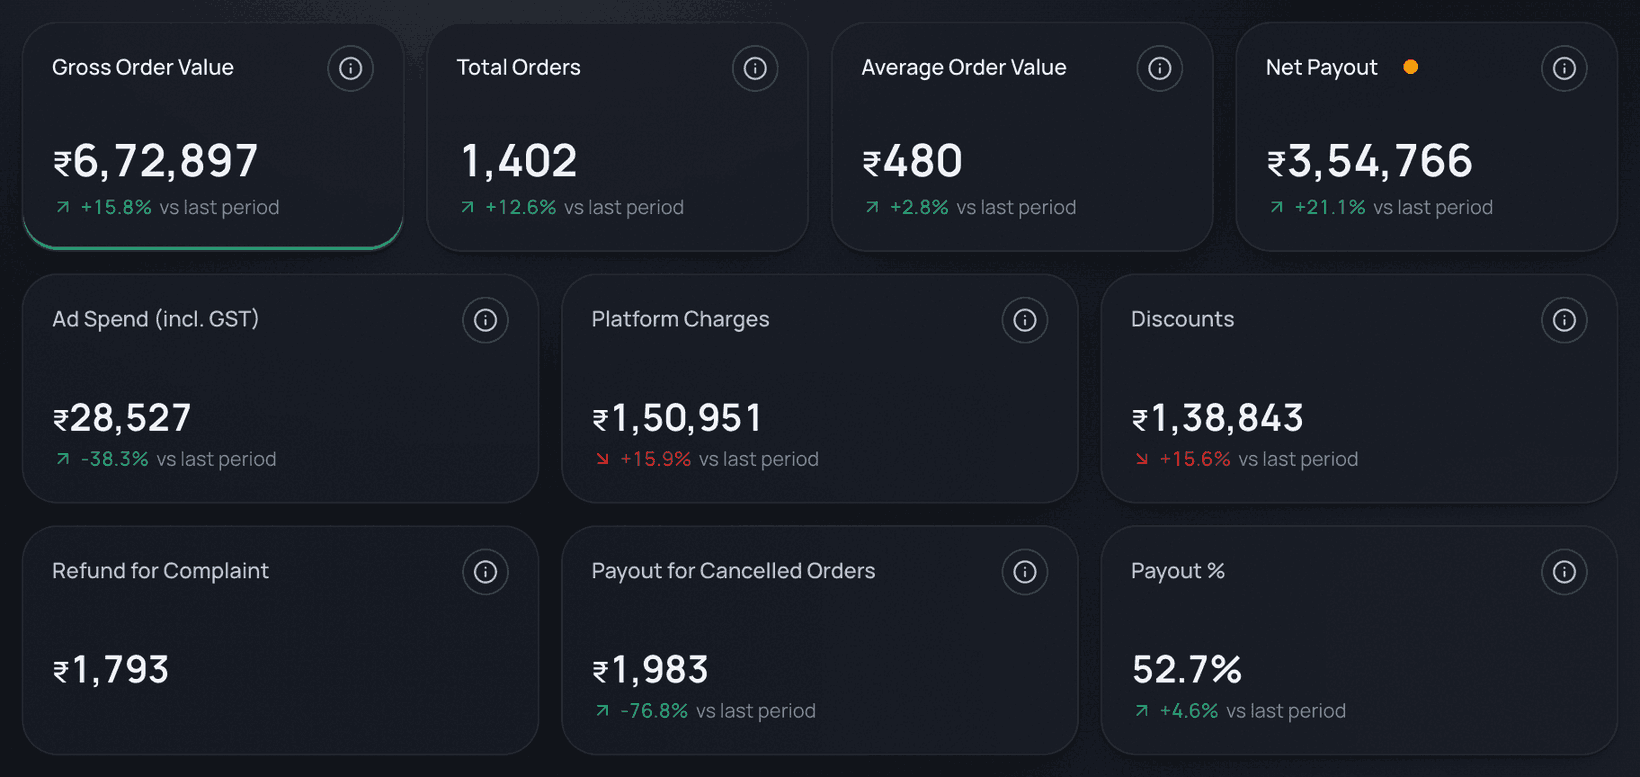 Gross Order Value
₹6,72,897
+15.8% vs last period
Total Orders
1,402
+12.6% vs last period
Average Order Value
₹480
+2.8% vs last period
Net Payout
₹3,54,766
+21.1% vs last period
Ad Spend (incl. GST)
₹28,527
-38.3% vs last period
Platform Charges
₹1,50,951
+15.9% vs last period
Discounts
₹1,38,843
+15.6% vs last period
Refund for Complaint
₹1,793
Payout for Cancelled Orders
₹1,983
-76.8% vs last period
Payout %
52.7%
+4.6% vs last period